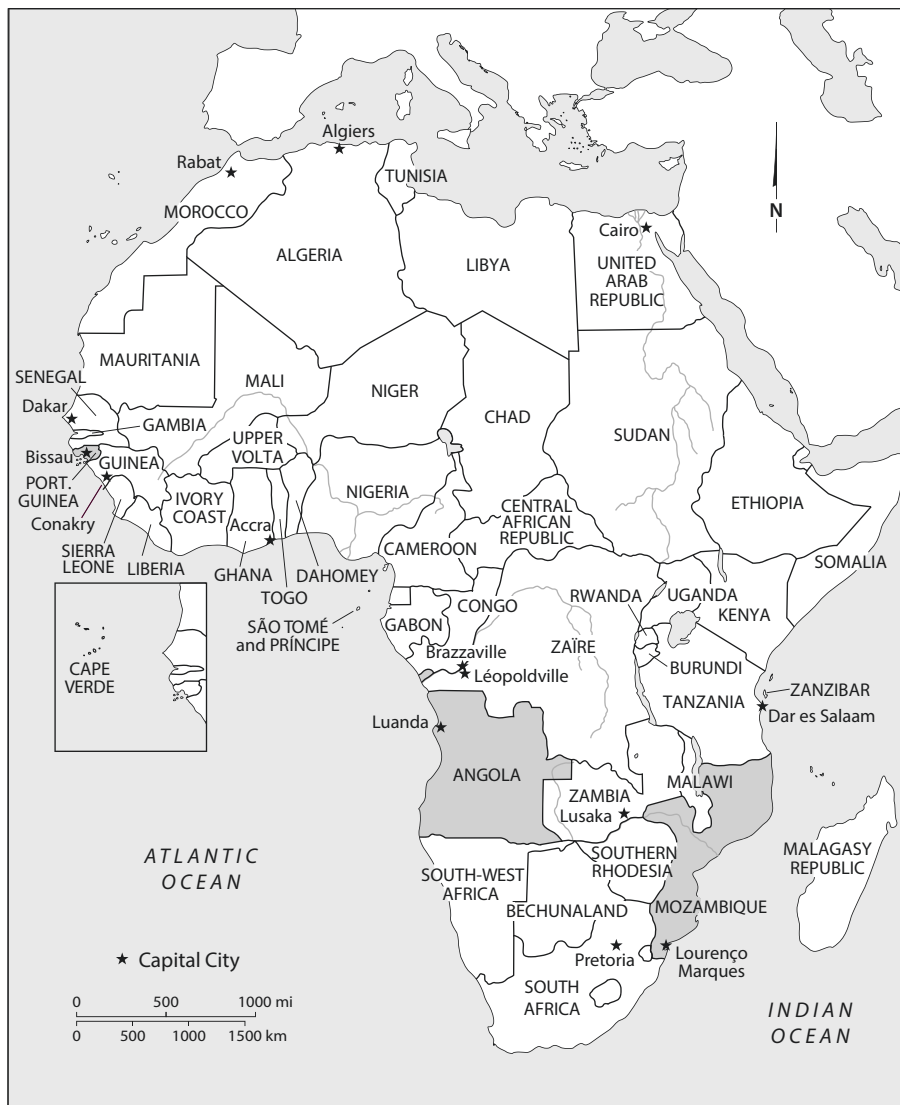 Algiers
Rabat
TUNISIA
MOROCCO
N
Cairo
ALGERIA
LIBYA
UNITED
ARAB
REPUBLIC
MAURITANIA
SENEGAL
MALI
NIGER
Dakar
CHAD
GAMBIA
SUDAN
UPPER
VOLTA
Bissau
GUINEA
PORT.
GUINEA
NIGERIA
IVORY
COAST
ETHIOPIA
CENTRAL
AFRICAN
REPUBLIC
Conakry
Accra
SIERRA
LEONE
CAMEROON
LIBERIA
GHANA
DAHOMEY
SOMALIA
TOGO
RWANDA
UGANDA
KENYA
CONGO
GABON
SÃO TOMÉ
and PRÍNCIPE
ZAÏRE
Brazzaville
BURUNDI
CAPE
VERDE
Léopoldville
TANZANIA
ZANZIBAR
Dar es Salaam
Luanda
ANGOLA
MALAWI
ZAMBIA
Lusaka
ATLANTIC
OCEAN
SOUTHERN
RHODESIA
MALAGASY
REPUBLIC
SOUTH-WEST
AFRICA
BECHUNALAND
MOZAMBIQUE
Capital City
Pretoria
Lourenço
Marques
SOUTH
AFRICA
0 500 1000 mi
0 500 1000 1500 km
INDIAN
OCEAN